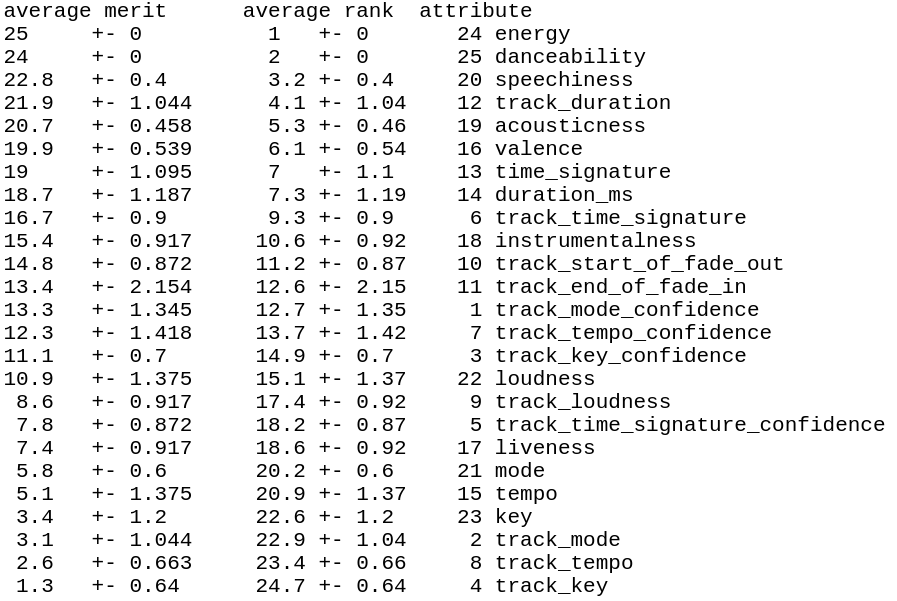 average merit      average rank  attribute
25     +- 0          1   +- 0       24 energy
24     +- 0          2   +- 0       25 danceability
22.8   +- 0.4        3.2 +- 0.4     20 speechiness
21.9   +- 1.044      4.1 +- 1.04    12 track_duration
20.7   +- 0.458      5.3 +- 0.46    19 acousticness
19.9   +- 0.539      6.1 +- 0.54    16 valence
19     +- 1.095      7   +- 1.1     13 time_signature
18.7   +- 1.187      7.3 +- 1.19    14 duration_ms
16.7   +- 0.9        9.3 +- 0.9      6 track_time_signature
15.4   +- 0.917     10.6 +- 0.92    18 instrumentalness
14.8   +- 0.872     11.2 +- 0.87    10 track_start_of_fade_out
13.4   +- 2.154     12.6 +- 2.15    11 track_end_of_fade_in
13.3   +- 1.345     12.7 +- 1.35     1 track_mode_confidence
12.3   +- 1.418     13.7 +- 1.42     7 track_tempo_confidence
11.1   +- 0.7       14.9 +- 0.7      3 track_key_confidence
10.9   +- 1.375     15.1 +- 1.37    22 loudness
 8.6   +- 0.917     17.4 +- 0.92     9 track_loudness
 7.8   +- 0.872     18.2 +- 0.87     5 track_time_signature_confidence
 7.4   +- 0.917     18.6 +- 0.92    17 liveness
 5.8   +- 0.6       20.2 +- 0.6     21 mode
 5.1   +- 1.375     20.9 +- 1.37    15 tempo
 3.4   +- 1.2       22.6 +- 1.2     23 key
 3.1   +- 1.044     22.9 +- 1.04     2 track_mode
 2.6   +- 0.663     23.4 +- 0.66     8 track_tempo
 1.3   +- 0.64      24.7 +- 0.64     4 track_key